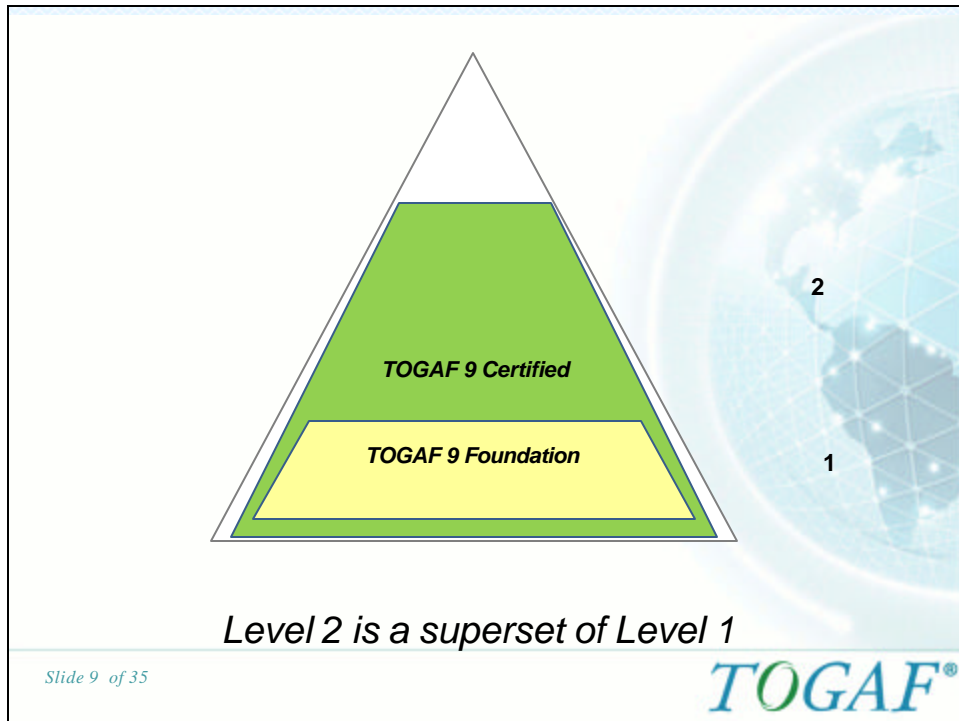 2
TOGAF 9 Certified
TOGAF 9 Foundation
1
Level 2 is a superset of Level 1
Slide 9 of 35
TOGAF®